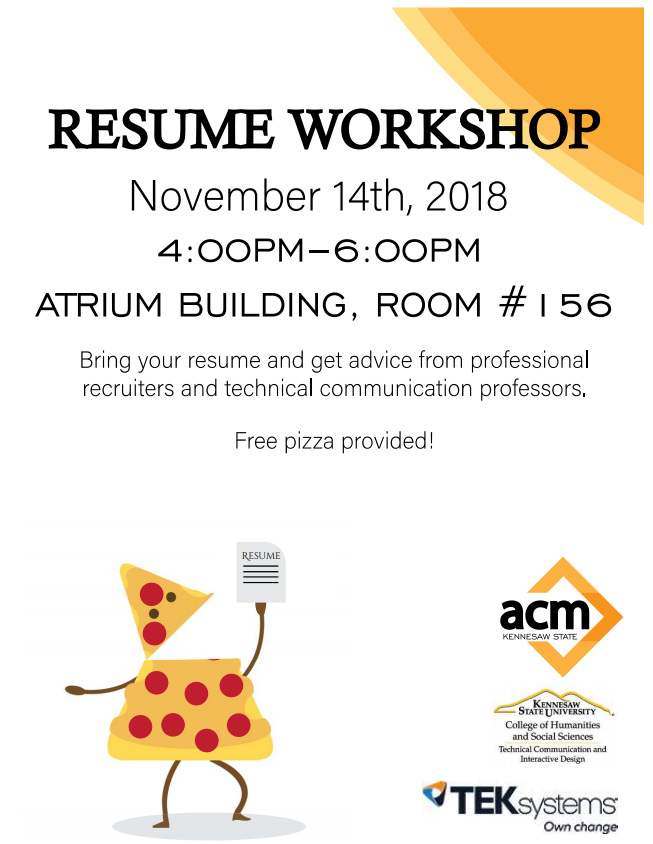 RESUME WORKSHOP
November 14th, 2018
4:00PM–6:00PM
ATRIUM BUILDING, ROOM #156
Bring your resume and get advice from professional
recruiters and technical communication professors.
Free pizza provided!
RESUME
acm
KENNESAW STATE
KENNESAW
STATE UNIVERSITY
College of Humanities
and Social Sciences
Technical Communication and
Interactive Design
TEKsystems
Own change